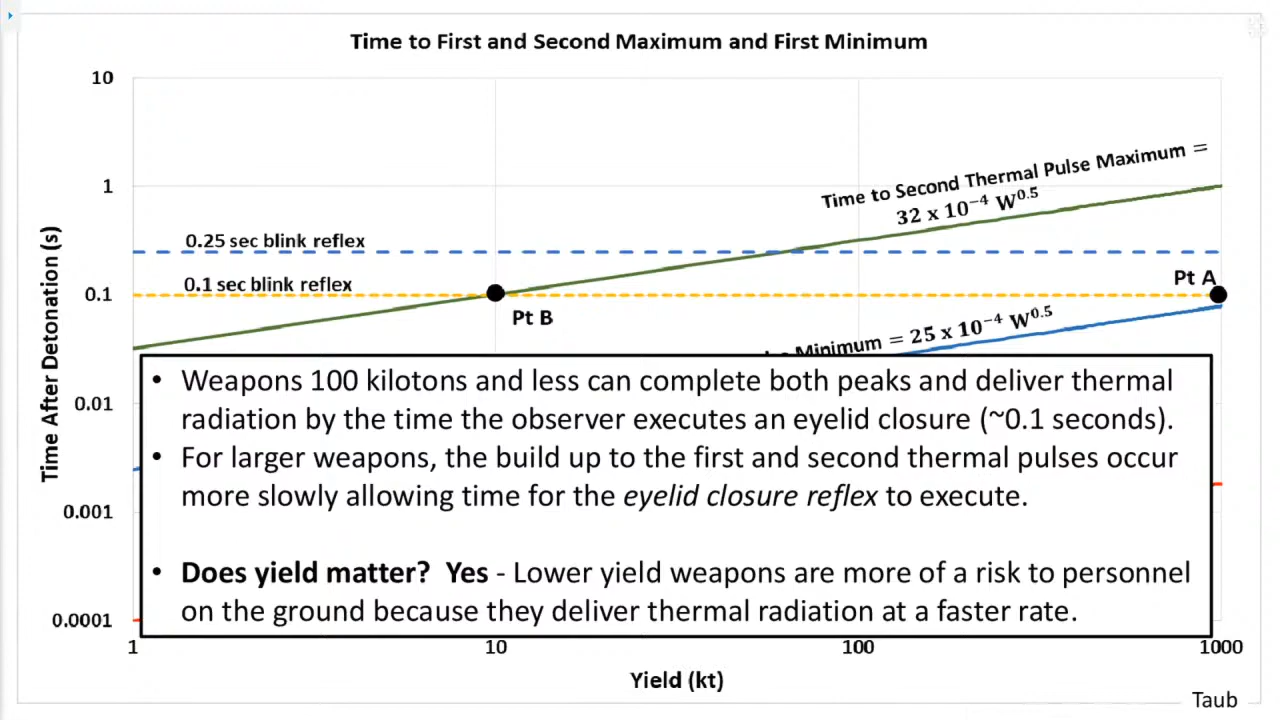 Time to First and Second Maximum and First Minimum
10
1
0.1
0.01
0.001
0.0001
Time After Detonation (s)
Time to Second Thermal Pulse Maximum =
32 x 10⁻⁴ W⁰·⁵
0.25 sec blink reflex
0.1 sec blink reflex
Pt A
Pt B
Minimum = 25 x 10⁻⁴ W⁰·⁵
• Weapons 100 kilotons and less can complete both peaks and deliver thermal
radiation by the time the observer executes an eyelid closure (~0.1 seconds).
• For larger weapons, the build up to the first and second thermal pulses occur
more slowly allowing time for the eyelid closure reflex to execute.
• Does yield matter? Yes - Lower yield weapons are more of a risk to personnel
on the ground because they deliver thermal radiation at a faster rate.
1 10 100 1000
Yield (kt)
Taub